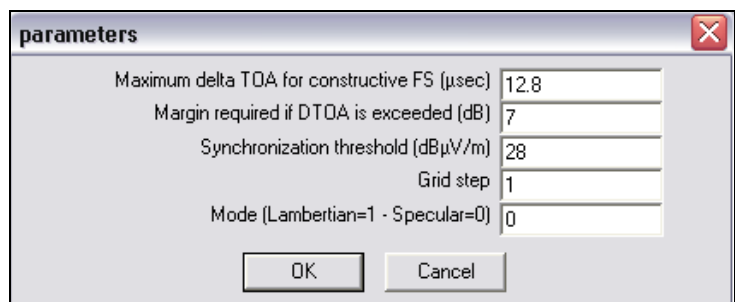 parameters
Maximum delta TOA for constructive FS (µsec) 12.8
Margin required if DTOA is exceeded (dB) 7
Synchronization threshold (dBµV/m) 28
Grid step 1
Mode (Lambertian=1 - Specular=0) 0
OK Cancel